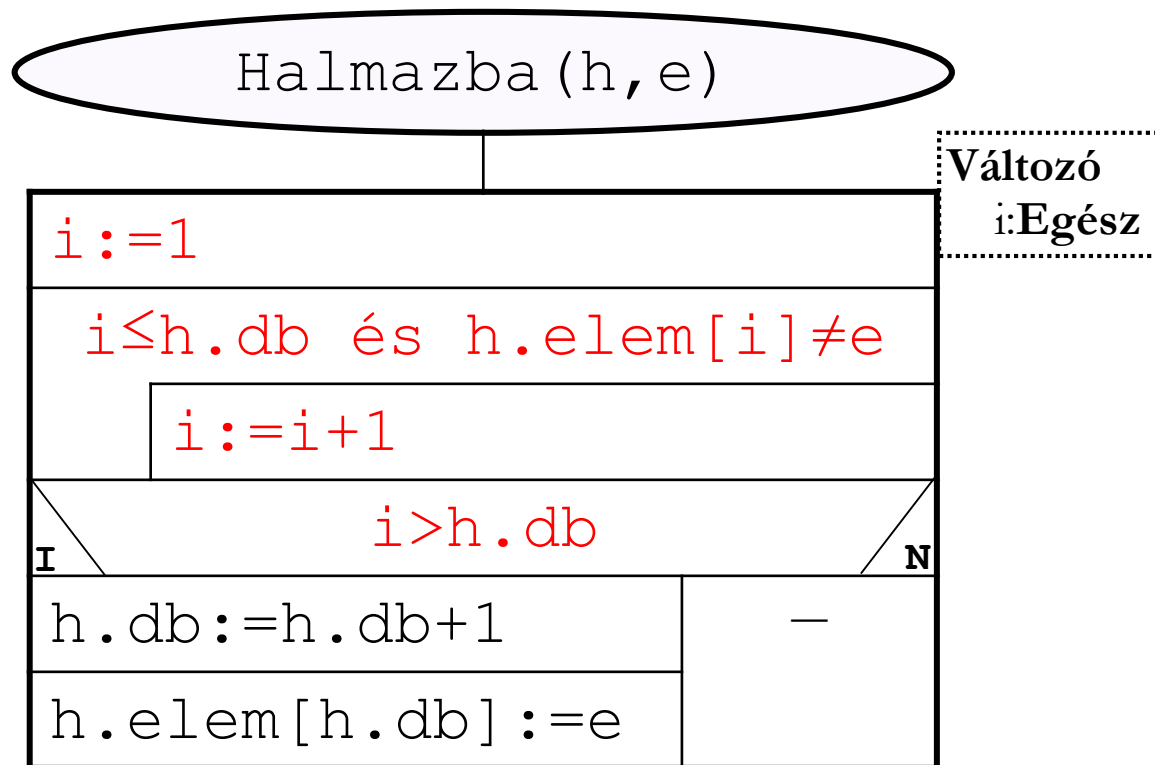 Halmazba(h,e)
Változó
i:Egész
i:=1
i≤h.db és h.elem[i]≠e
i:=i+1
i>h.db
I
N
h.db:=h.db+1
–
h.elem[h.db]:=e